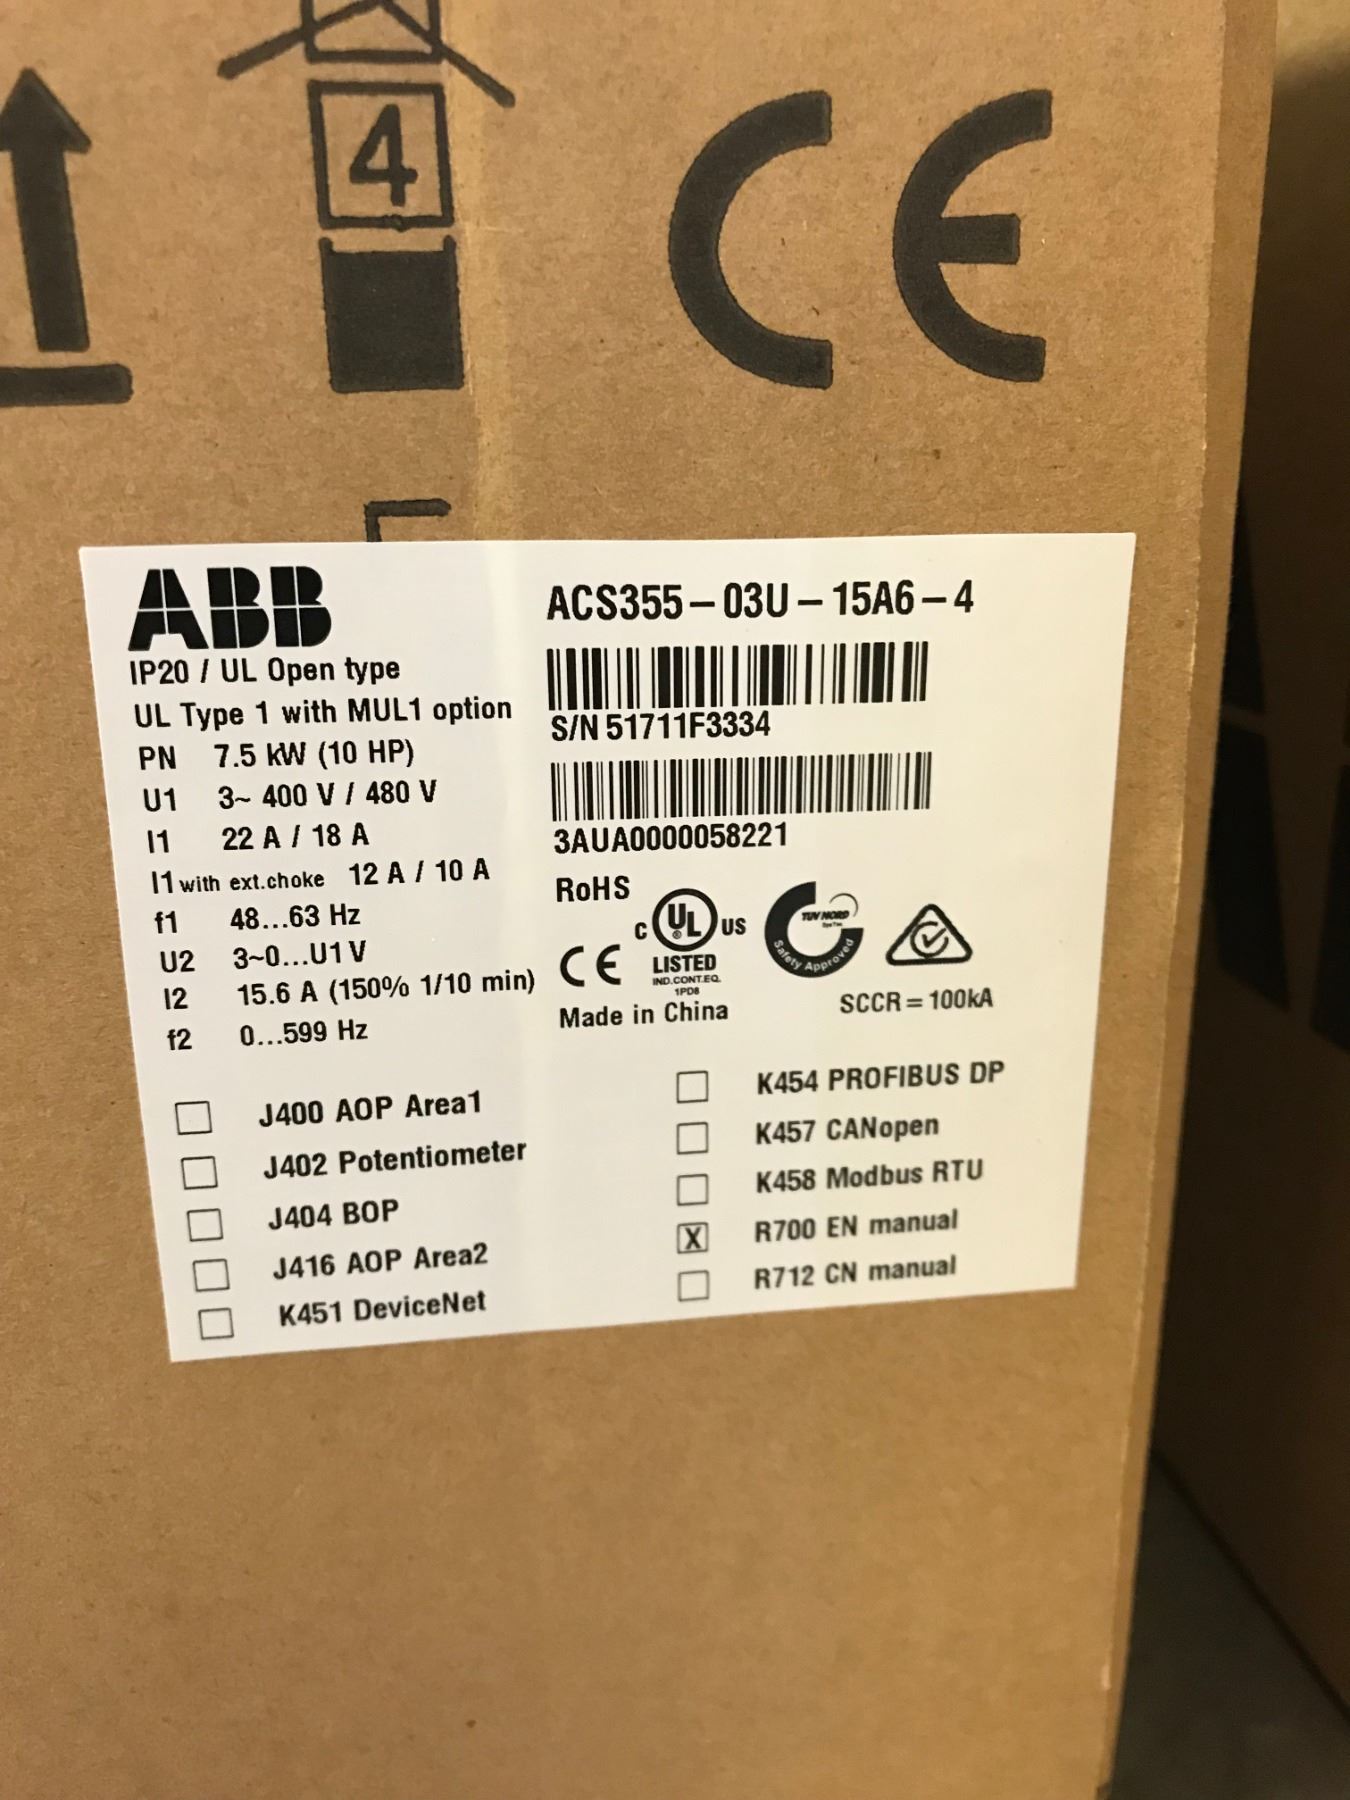 4
CE
ABB
ACS355-03U-15A6-4
IP20 / UL Open type
UL Type 1 with MUL1 option
S/N 51711F3334
PN 7.5 kW (10 HP)
U1 3~ 400 V / 480 V
I1 22 A / 18 A
3AUA0000058221
I1 with ext.choke 12 A / 10 A
RoHS
f1 48...63 Hz
U2 3~0...U1 V
I2 15.6 A (150% 1/10 min)
f2 0...599 Hz
CE
C UL ® US
LISTED
IND.CONT.EQ.
1PD8
TUV NORD
Safety Approved
Made in China
SCCR = 100kA
J400 AOP Area1
J402 Potentiometer
J404 BOP
J416 AOP Area2
K451 DeviceNet
K454 PROFIBUS DP
K457 CANopen
K458 Modbus RTU
X R700 EN manual
R712 CN manual